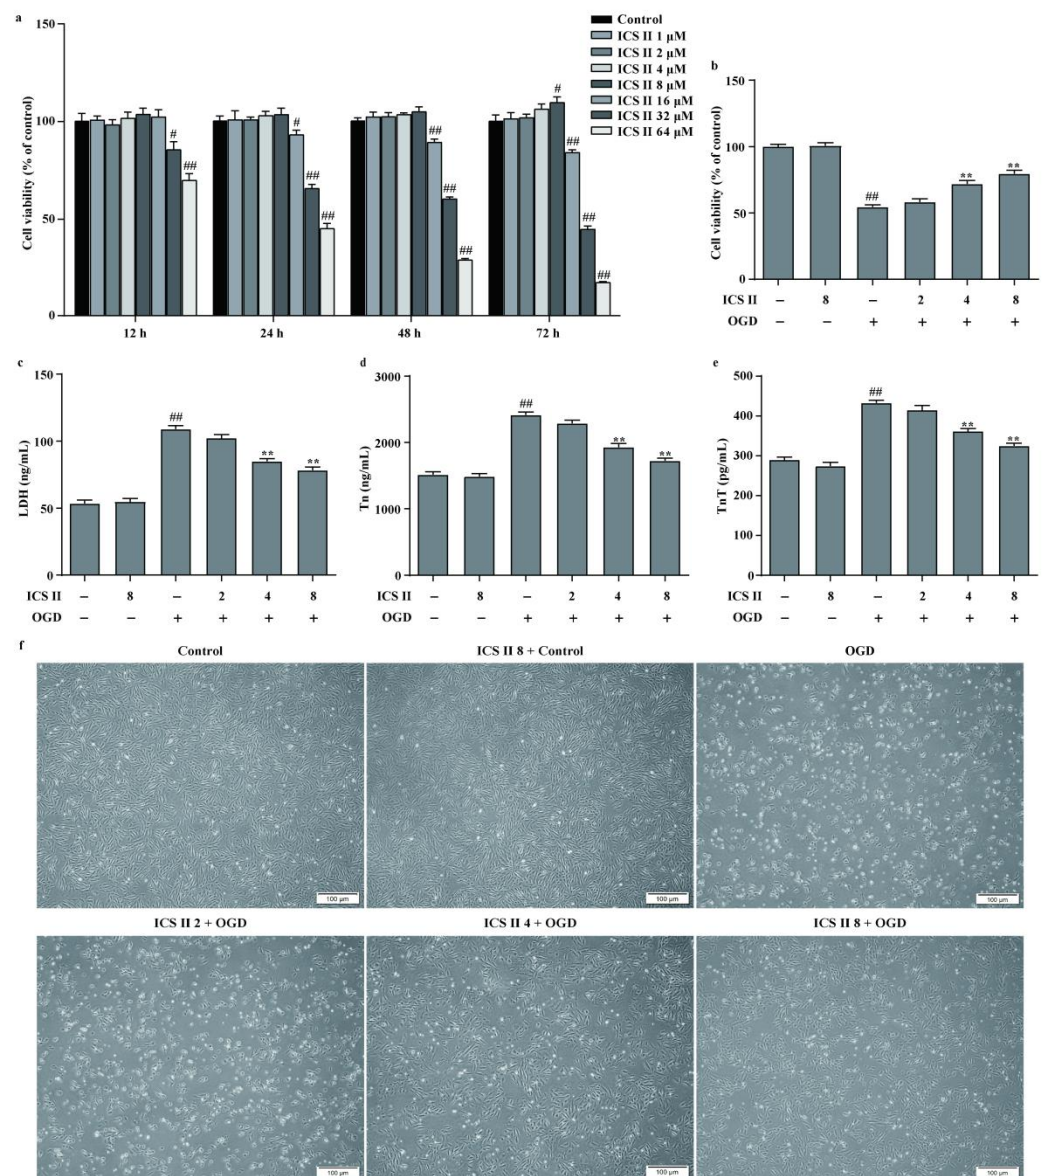 a
150
100
50
0
Cell viability (% of control)
Control
ICS II 1 μM
ICS II 2 μM
ICS II 4 μM
ICS II 8 μM
ICS II 16 μM
ICS II 32 μM
ICS II 64 μM
#
##
#
##
##
##
##
##
#
##
##
##
12 h
24 h
48 h
72 h
b
150
100
50
0
Cell viability (% of control)
##
**
**
ICS II – 8 – 2 4 8
OGD – – + + + +
c
150
100
50
0
LDH (ng/mL)
##
**
**
ICS II – 8 – 2 4 8
OGD – – + + + +
d
3000
2000
1000
0
Tn (ng/mL)
##
**
**
ICS II – 8 – 2 4 8
OGD – – + + + +
e
500
400
300
200
100
0
TnT (pg/mL)
##
**
**
ICS II – 8 – 2 4 8
OGD – – + + + +
f
Control
ICS II 8 + Control
OGD
100 μm
100 μm
100 μm
ICS II 2 + OGD
ICS II 4 + OGD
ICS II 8 + OGD
100 μm
100 μm
100 μm